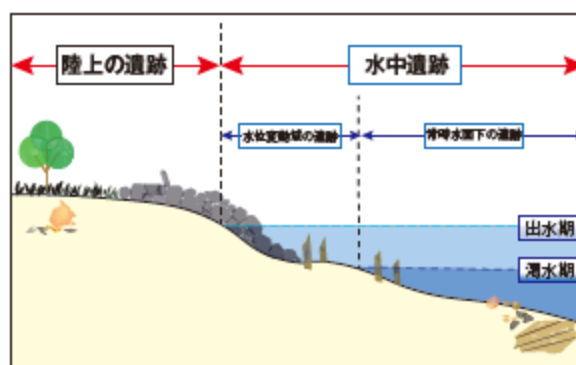 陸上の遺跡
水中遺跡
水位変動域の遺跡
常時水面下の遺跡
出水期
渇水期